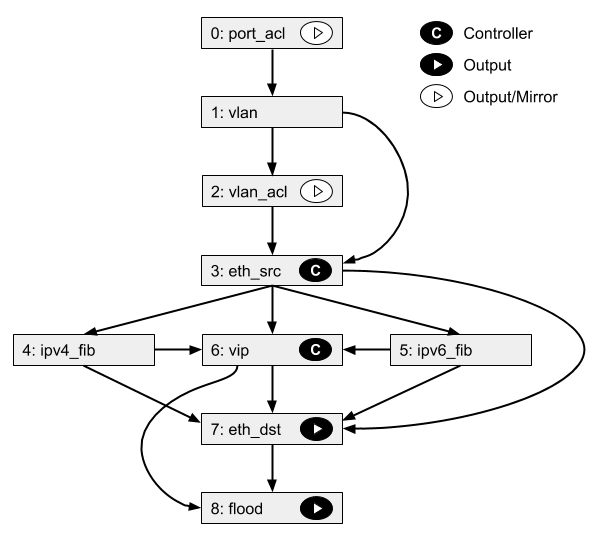 0: port_acl
C Controller
Output
Output/Mirror
1: vlan
2: vlan_acl
3: eth_src C
4: ipv4_fib
6: vip C
5: ipv6_fib
7: eth_dst
8: flood